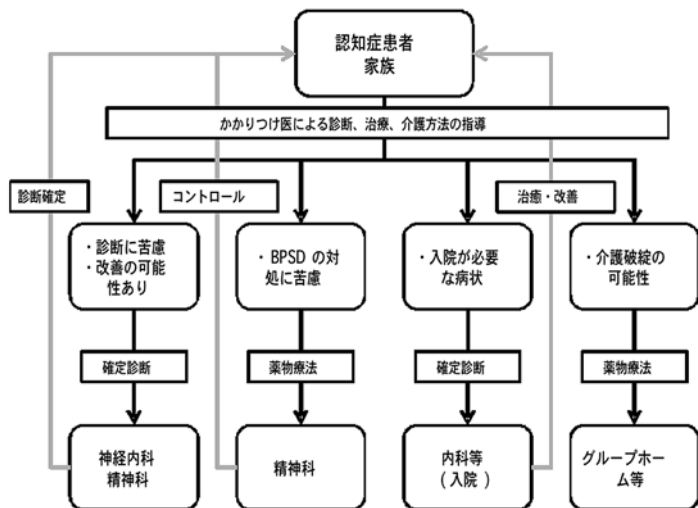 認知症患者
家族
かかりつけ医による診断、治療、介護方法の指導
診断確定
コントロール
治癒・改善
・診断に苦慮
・改善の可能
性あり
・BPSD の対
処に苦慮
・入院が必要
な病状
・介護破綻の
可能性
確定診断
薬物療法
確定診断
薬物療法
神経内科
精神科
精神科
内科等
(入院)
グループホー
ム等